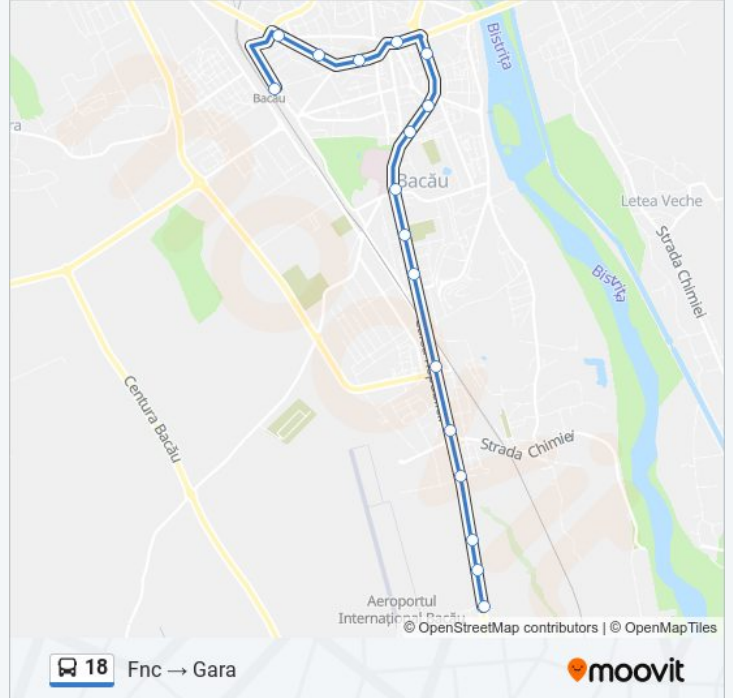 Bistrița
Bacău
ra
Bacău
Letea Veche
Strada Chimiei
Bistrița
Centura Bacău
Strada Chimiei
Aeroportul
Internațional Bacău
© OpenStreetMap contributors | © OpenMapTiles
18 Fnc → Gara
moovit